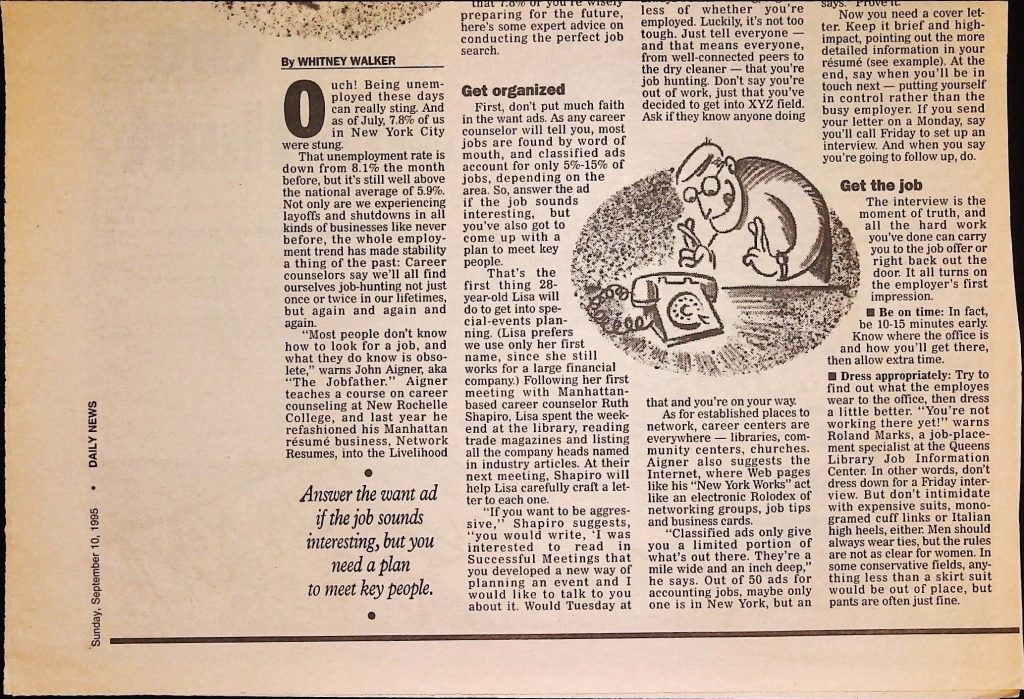 By WHITNEY WALKER
Ouch! Being unem-
ployed these days
can really sting. And
as of July, 7.8% of us
in New York City
were stung.
That unemployment rate is
down from 8.1% the month
before, but it's still well above
the national average of 5.9%.
Not only are we experiencing
layoffs and shutdowns in all
kinds of businesses like never
before, the whole employ-
ment trend has made stability
a thing of the past: Career
counselors say we'll all find
ourselves job-hunting not just
once or twice in our lifetimes,
but again and again and
again.
"Most people don't know
how to look for a job, and
what they do know is obso-
lete," warns John Aigner, aka
"The Jobfather." Aigner
teaches a course on career
counseling at New Rochelle
College, and last year he
refashioned his Manhattan
résumé business, Network
Resumes, into the Livelihood
Answer the want ad
if the job sounds
interesting, but you
need a plan
to meet key people.
that 7.8% or you're wisely
preparing for the future,
here's some expert advice on
conducting the perfect job
search.
Get organized
First, don't put much faith
in the want ads. As any career
counselor will tell you, most
jobs are found by word of
mouth, and classified ads
account for only 5%-15% of
jobs, depending on the
area. So, answer the ad
if the job sounds
interesting, but
you've also got to
come up with a
plan to meet key
people.
That's the
first thing 28-
year-old Lisa will
do to get into spe-
cial-events plan-
ning. (Lisa prefers
we use only her first
name, since she still
works for a large financial
company.) Following her first
meeting with Manhattan-
based career counselor Ruth
Shapiro, Lisa spent the week-
end at the library, reading
trade magazines and listing
all the company heads named
in industry articles. At their
next meeting, Shapiro will
help Lisa carefully craft a let-
ter to each one.
"If you want to be aggres-
sive," Shapiro suggests,
"you would write, 'I was
interested to read in
Successful Meetings that
you developed a new way of
planning an event and I
would like to talk to you
about it. Would Tuesday at
less of whether you're
employed. Luckily, it's not too
tough. Just tell everyone —
and that means everyone,
from well-connected peers to
the dry cleaner — that you're
job hunting. Don't say you're
out of work, just that you've
decided to get into XYZ field.
Ask if they know anyone doing
that and you're on your way.
As for established places to
network, career centers are
everywhere — libraries, com-
munity centers, churches.
Aigner also suggests the
Internet, where Web pages
like his "New York Works" act
like an electronic Rolodex of
networking groups, job tips
and business cards.
"Classified ads only give
you a limited portion of
what's out there. They're a
mile wide and an inch deep,"
he says. Out of 50 ads for
accounting jobs, maybe only
one is in New York, but an
says. "Prove it."
Now you need a cover let-
ter. Keep it brief and high-
impact, pointing out the more
detailed information in your
résumé (see example). At the
end, say when you'll be in
touch next — putting yourself
in control rather than the
busy employer. If you send
your letter on a Monday, say
you'll call Friday to set up an
interview. And when you say
you're going to follow up, do.
Get the job
The interview is the
moment of truth, and
all the hard work
you've done can carry
you to the job offer or
right back out the
door. It all turns on
the employer's first
impression.
■ Be on time: In fact,
be 10-15 minutes early.
Know where the office is
and how you'll get there,
then allow extra time.
■ Dress appropriately: Try to
find out what the employes
wear to the office, then dress
a little better. "You're not
working there yet!" warns
Roland Marks, a job-place-
ment specialist at the Queens
Library Job Information
Center. In other words, don't
dress down for a Friday inter-
view. But don't intimidate
with expensive suits, mono-
gramed cuff links or Italian
high heels, either. Men should
always wear ties, but the rules
are not as clear for women. In
some conservative fields, any-
thing less than a skirt suit
would be out of place, but
pants are often just fine.
Sunday, September 10, 1995 • DAILY NEWS